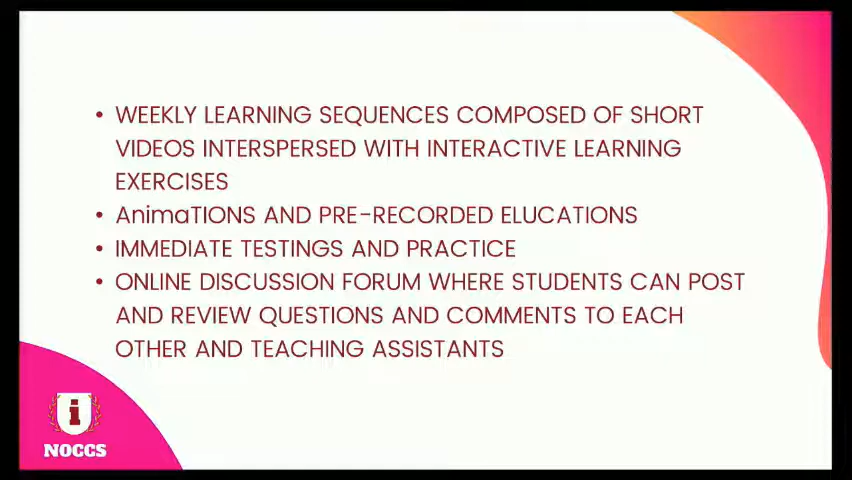 • WEEKLY LEARNING SEQUENCES COMPOSED OF SHORT
VIDEOS INTERSPERSED WITH INTERACTIVE LEARNING
EXERCISES
• AnimaTIONS AND PRE-RECORDED ELUCATIONS
• IMMEDIATE TESTINGS AND PRACTICE
• ONLINE DISCUSSION FORUM WHERE STUDENTS CAN POST
AND REVIEW QUESTIONS AND COMMENTS TO EACH
OTHER AND TEACHING ASSISTANTS
i
NOCCS